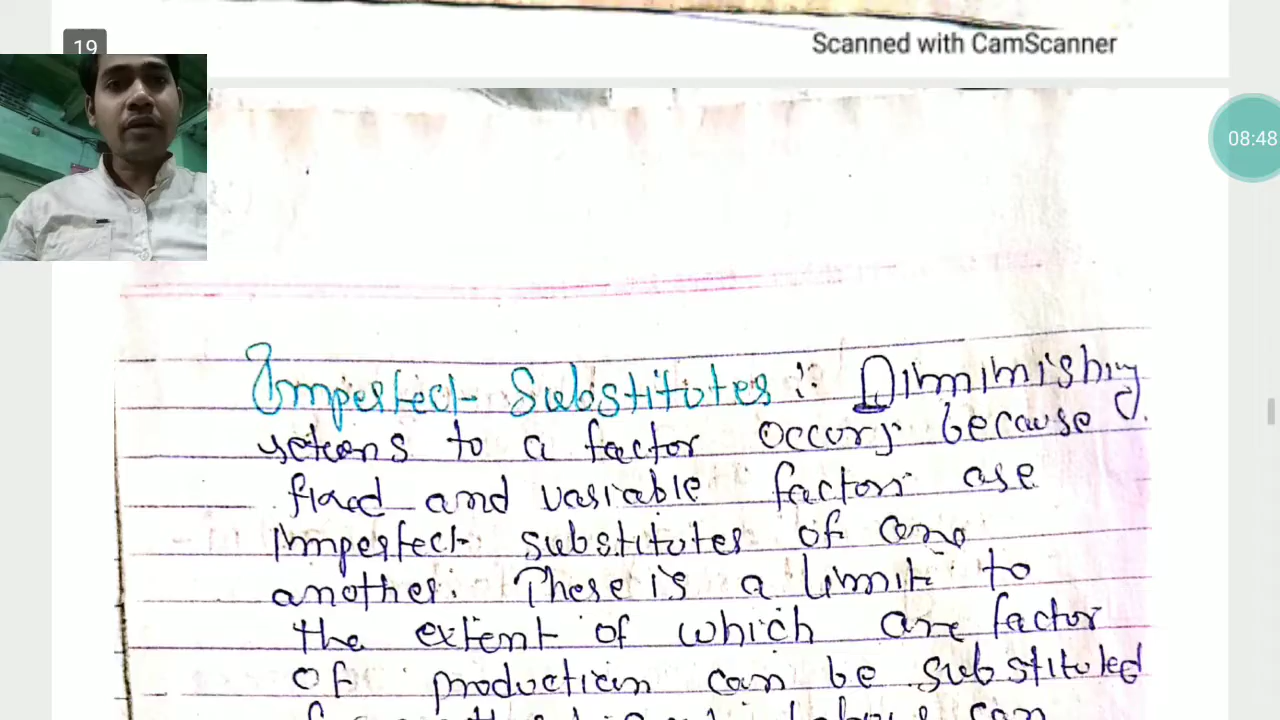 19
Scanned with CamScanner
08:48
Imperfect Substitutes :- Diminishing
returns to a factor occurs because
fixed and variable factors are
Imperfect substitutes of
another. There is a limit to
the extent of which one factor
of production can be substituted
can